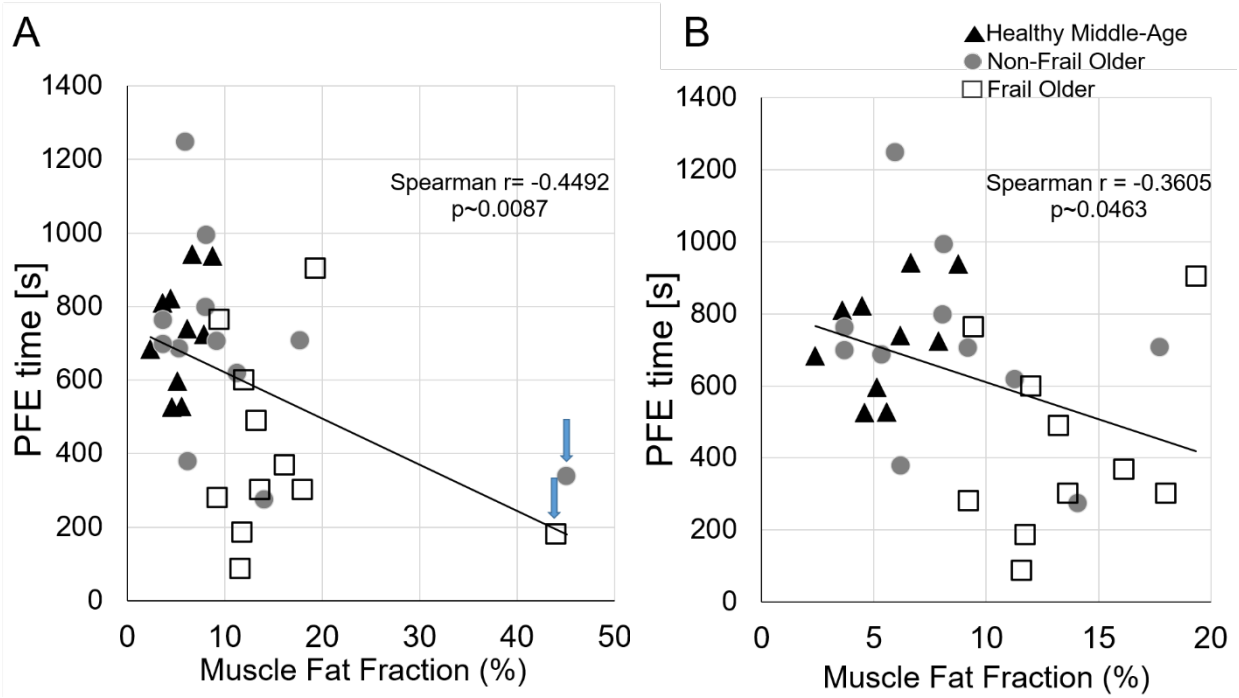 A
PFE time [s]
1400
1200
1000
800
600
400
200
0
Spearman r= -0.4492
p~0.0087
0 10 20 30 40 50
Muscle Fat Fraction (%)
B
Healthy Middle-Age
Non-Frail Older
Frail Older
PFE time [s]
1400
1200
1000
800
600
400
200
0
Spearman r = -0.3605
p~0.0463
0 5 10 15 20
Muscle Fat Fraction (%)